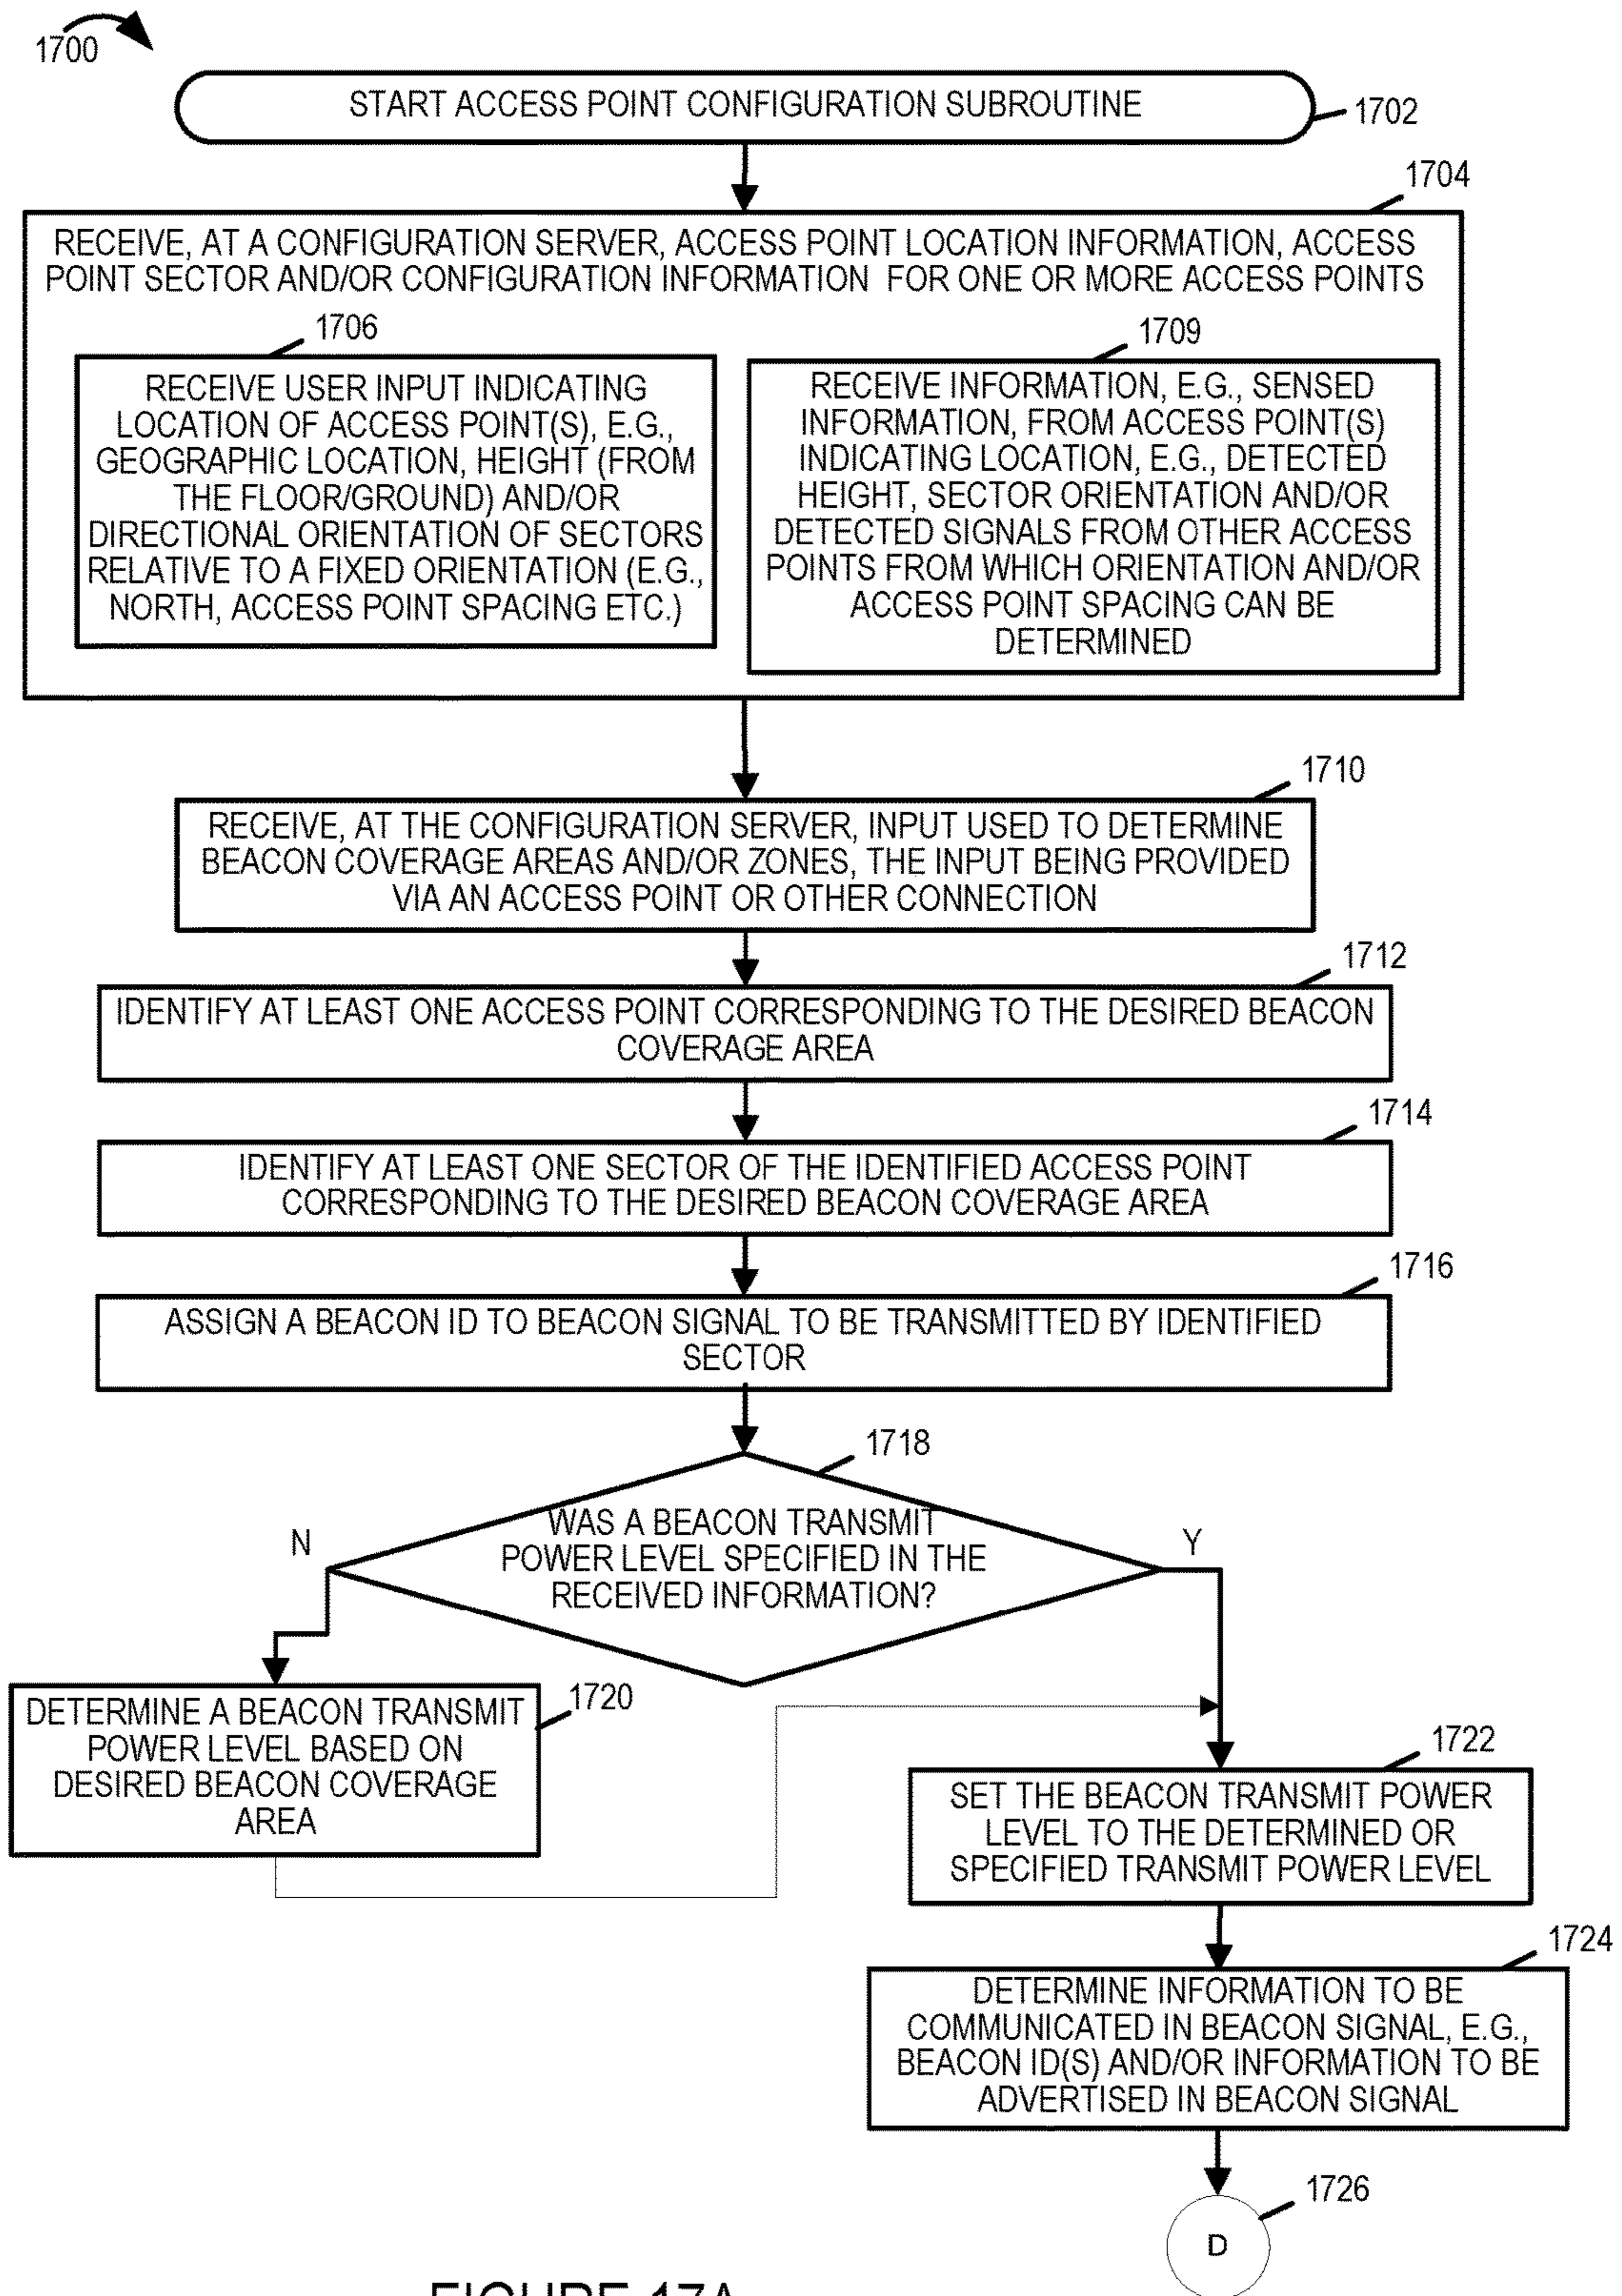 1700
START ACCESS POINT CONFIGURATION SUBROUTINE
1702
1704
RECEIVE, AT A CONFIGURATION SERVER, ACCESS POINT LOCATION INFORMATION, ACCESS
POINT SECTOR AND/OR CONFIGURATION INFORMATION FOR ONE OR MORE ACCESS POINTS
1706
RECEIVE USER INPUT INDICATING
LOCATION OF ACCESS POINT(S), E.G.,
GEOGRAPHIC LOCATION, HEIGHT (FROM
THE FLOOR/GROUND) AND/OR
DIRECTIONAL ORIENTATION OF SECTORS
RELATIVE TO A FIXED ORIENTATION (E.G.,
NORTH, ACCESS POINT SPACING ETC.)
1709
RECEIVE INFORMATION, E.G., SENSED
INFORMATION, FROM ACCESS POINT(S)
INDICATING LOCATION, E.G., DETECTED
HEIGHT, SECTOR ORIENTATION AND/OR
DETECTED SIGNALS FROM OTHER ACCESS
POINTS FROM WHICH ORIENTATION AND/OR
ACCESS POINT SPACING CAN BE
DETERMINED
1710
RECEIVE, AT THE CONFIGURATION SERVER, INPUT USED TO DETERMINE
BEACON COVERAGE AREAS AND/OR ZONES, THE INPUT BEING PROVIDED
VIA AN ACCESS POINT OR OTHER CONNECTION
1712
IDENTIFY AT LEAST ONE ACCESS POINT CORRESPONDING TO THE DESIRED BEACON
COVERAGE AREA
1714
IDENTIFY AT LEAST ONE SECTOR OF THE IDENTIFIED ACCESS POINT
CORRESPONDING TO THE DESIRED BEACON COVERAGE AREA
1716
ASSIGN A BEACON ID TO BEACON SIGNAL TO BE TRANSMITTED BY IDENTIFIED
SECTOR
1718
WAS A BEACON TRANSMIT
POWER LEVEL SPECIFIED IN THE
RECEIVED INFORMATION?
N
Y
1720
DETERMINE A BEACON TRANSMIT
POWER LEVEL BASED ON
DESIRED BEACON COVERAGE
AREA
1722
SET THE BEACON TRANSMIT POWER
LEVEL TO THE DETERMINED OR
SPECIFIED TRANSMIT POWER LEVEL
1724
DETERMINE INFORMATION TO BE
COMMUNICATED IN BEACON SIGNAL, E.G.,
BEACON ID(S) AND/OR INFORMATION TO BE
ADVERTISED IN BEACON SIGNAL
1726
D
FIGURE 17A